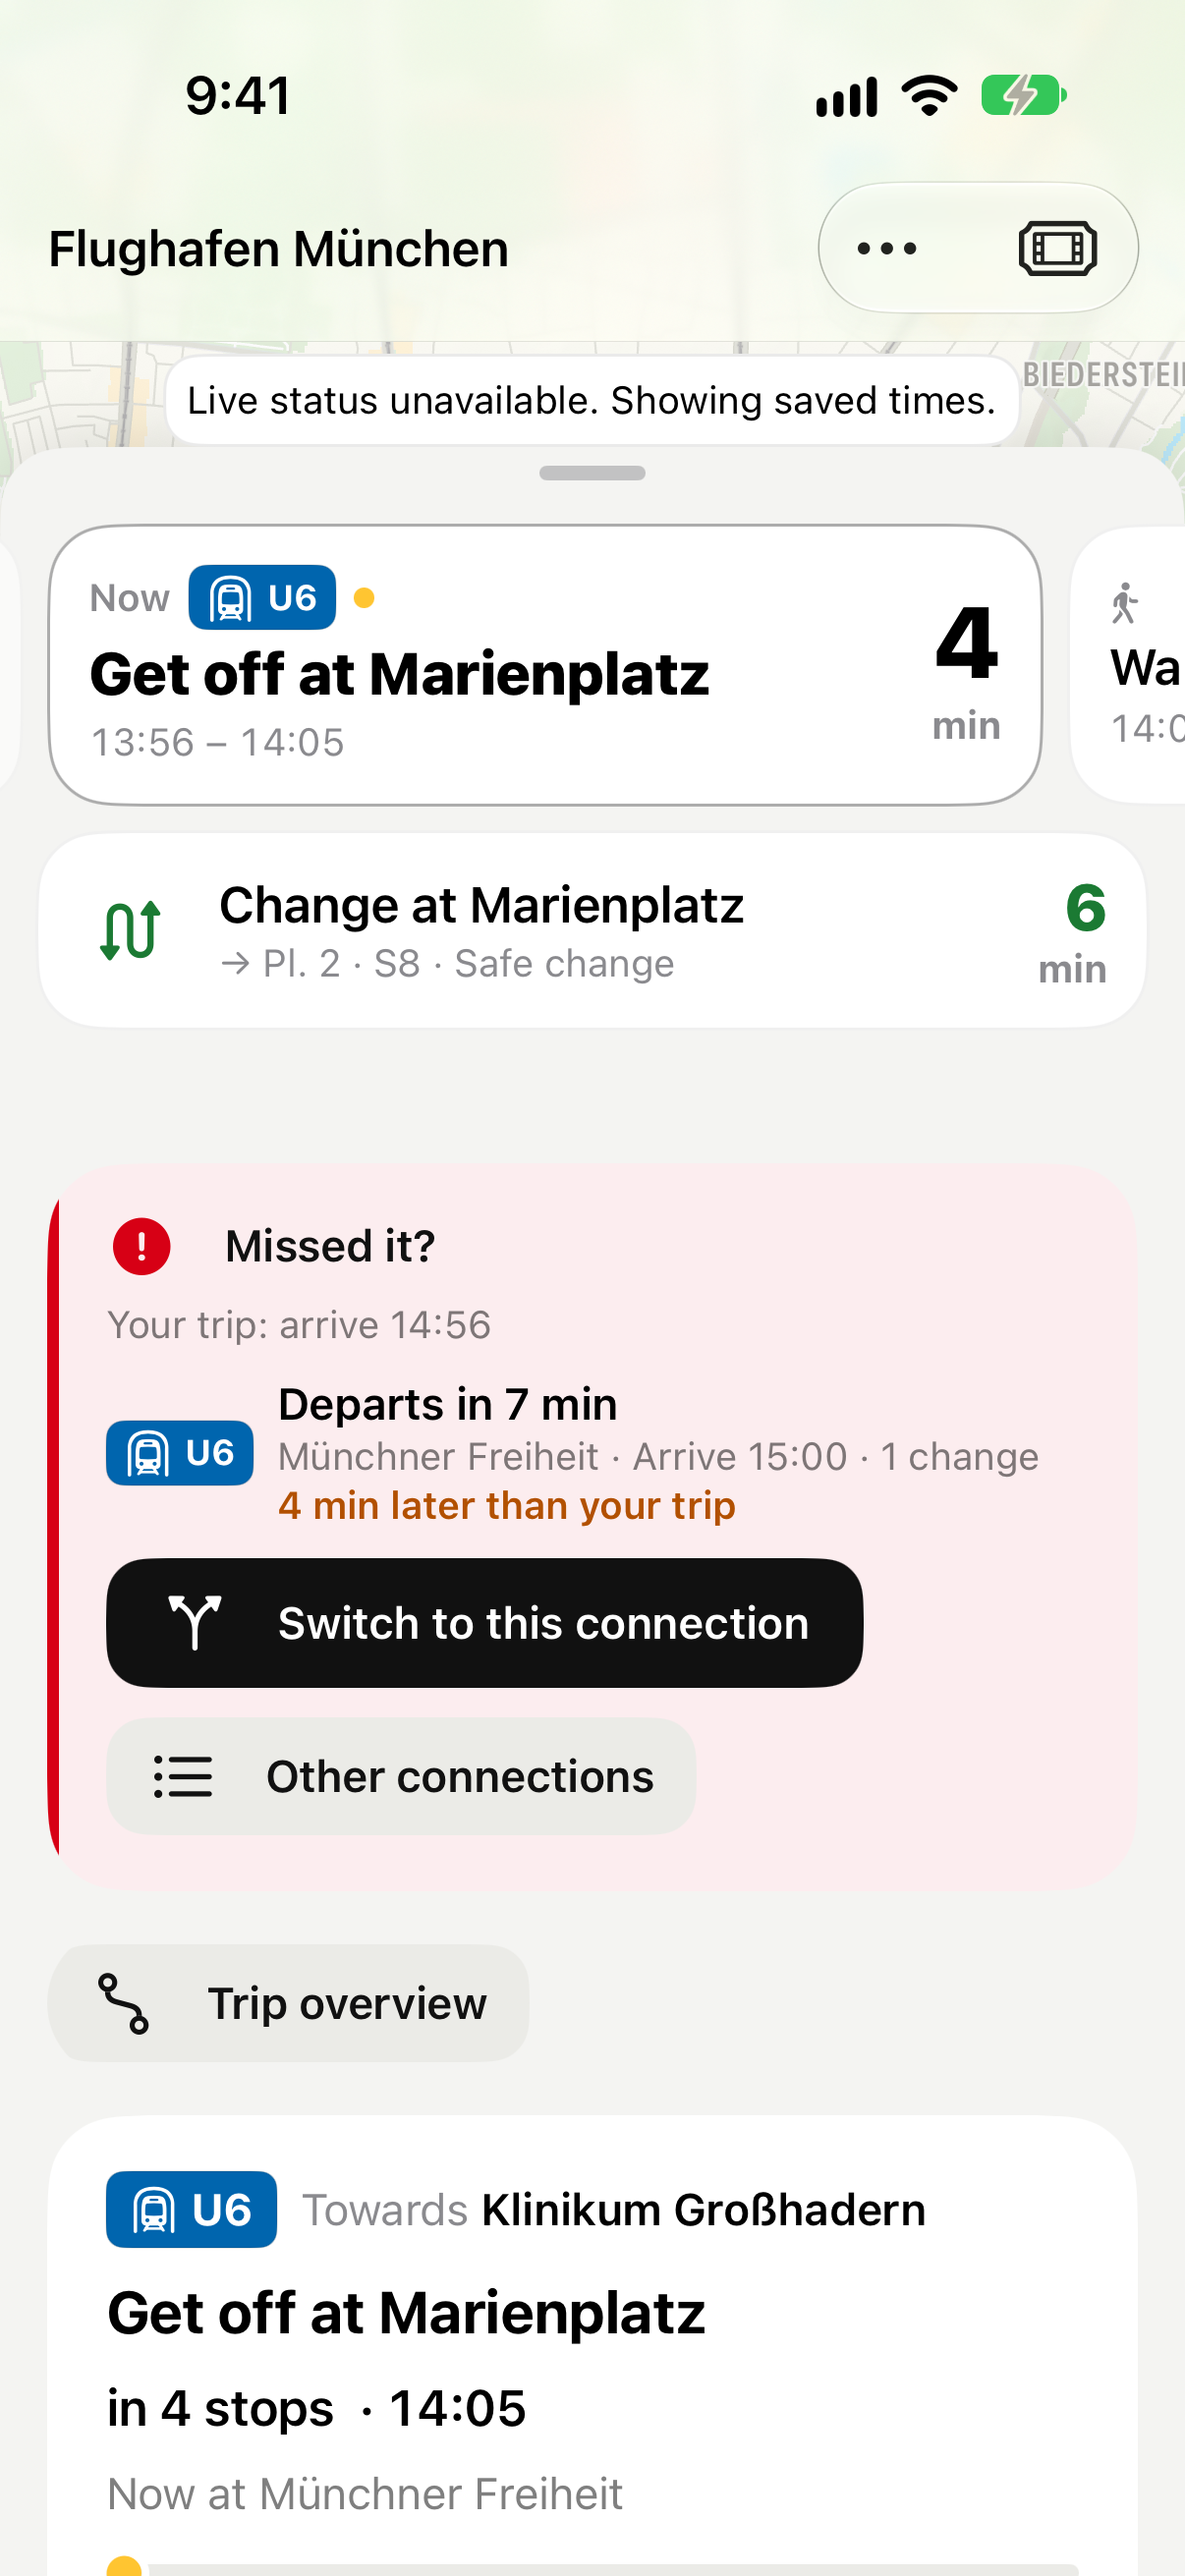 9:41
Flughafen München
BIEDERSTEI
Live status unavailable. Showing saved times.
Now U6
Get off at Marienplatz
13:56 – 14:05
4
min
Wa
14:0
Change at Marienplatz
→ Pl. 2 · S8 · Safe change
6
min
Missed it?
Your trip: arrive 14:56
U6
Departs in 7 min
Münchner Freiheit · Arrive 15:00 · 1 change
4 min later than your trip
Switch to this connection
Other connections
Trip overview
U6 Towards Klinikum Großhadern
Get off at Marienplatz
in 4 stops · 14:05
Now at Münchner Freiheit